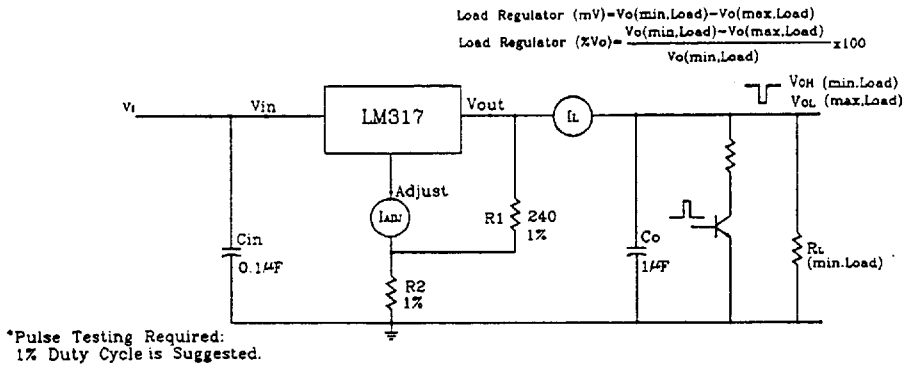 Load Regulator (mV)=Vo(min,Load)-Vo(max,Load)
Load Regulator (%Vo)= Vo(min,Load)-Vo(max,Load) x100
Vo(min,Load)
VOH (min.Load)
VOL (max,Load)
VI
Vin
LM317
Vout
IL
Adjust
IADJ
R1
240
1%
Cin
0.1μF
R2
1%
Co
1μF
RL
(min.Load)
*Pulse Testing Required:
1% Duty Cycle is Suggested.